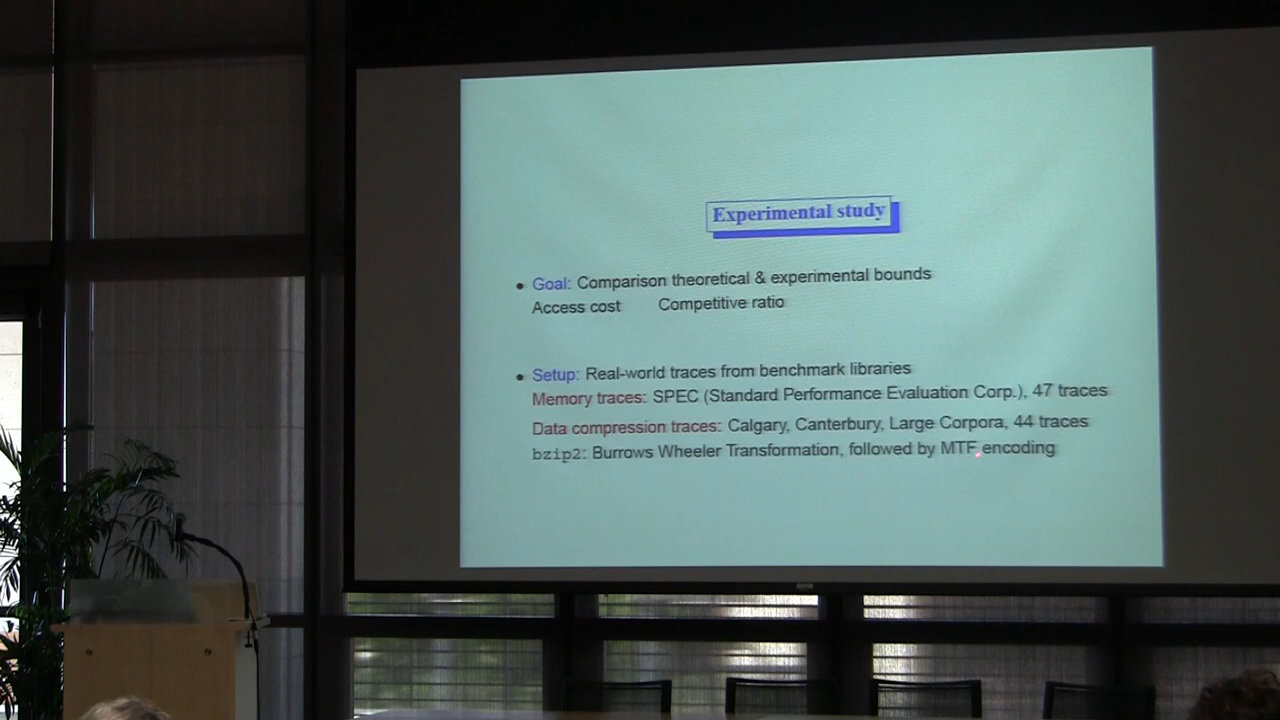 Experimental study
• Goal: Comparison theoretical & experimental bounds
Access cost Competitive ratio
• Setup: Real-world traces from benchmark libraries
Memory traces: SPEC (Standard Performance Evaluation Corp.), 47 traces
Data compression traces: Calgary, Canterbury, Large Corpora, 44 traces
bzip2: Burrows Wheeler Transformation, followed by MTF encoding